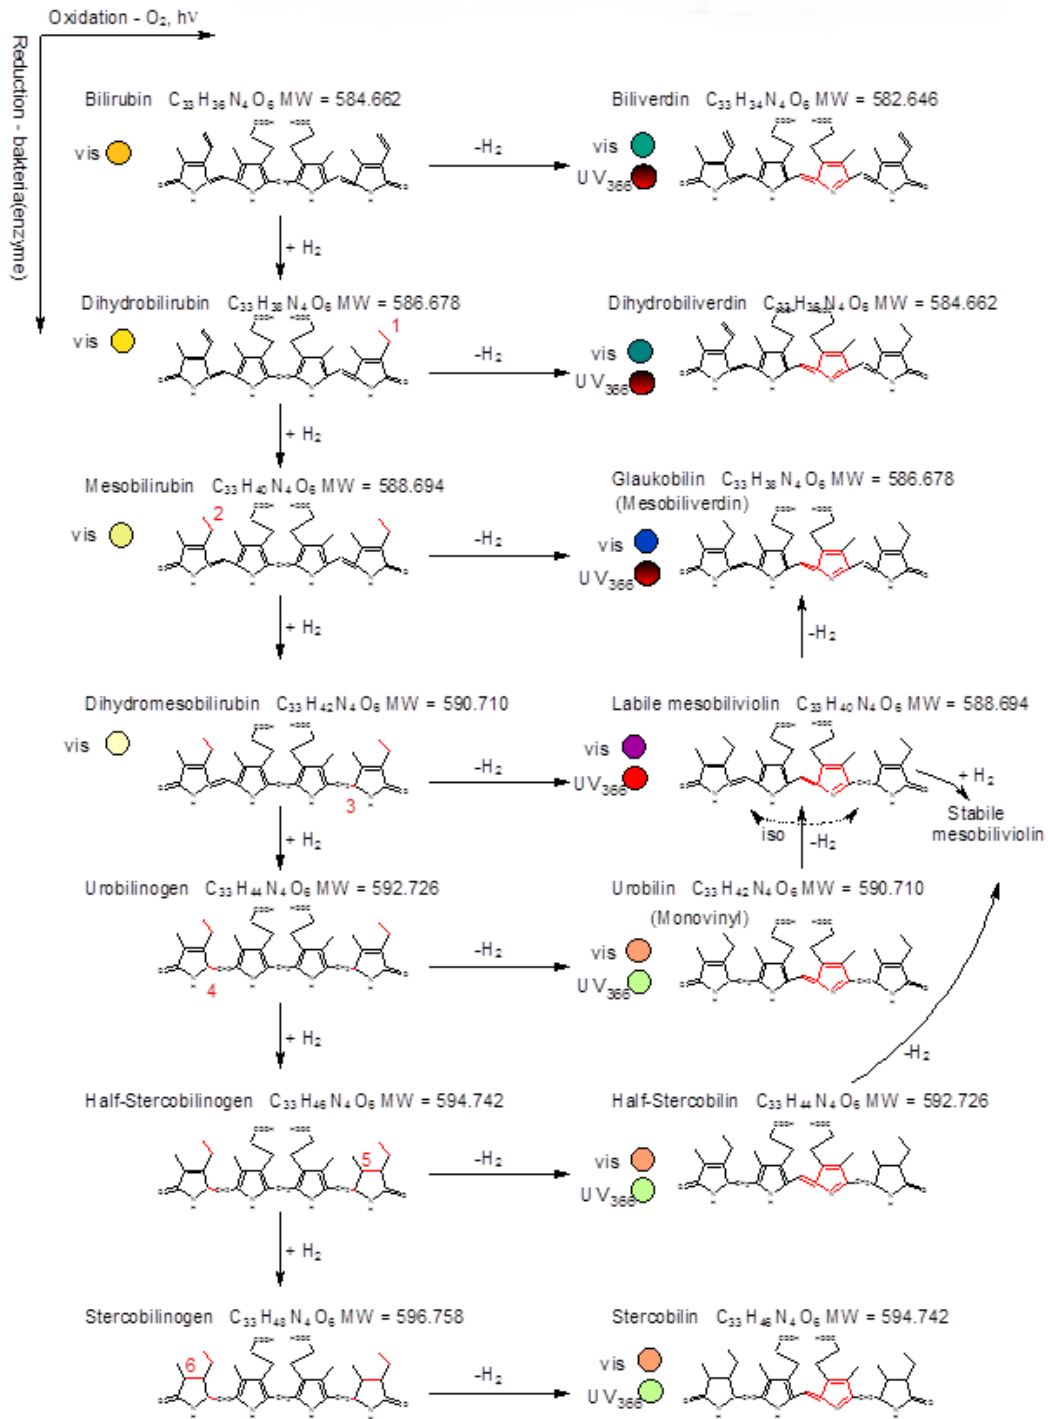 Oxidation - O₂, hν
Reduction - bakteria(enzyme)
Bilirubin C₃₃H₃₆N₄O₆ MW = 584.662
vis
-H₂
Biliverdin C₃₃H₃₄N₄O₆ MW = 582.646
vis
UV₃₆₆
+ H₂
Dihydrobilirubin C₃₃H₃₈N₄O₆ MW = 586.678
vis
1
-H₂
Dihydrobiliverdin C₃₃H₃₆N₄O₆ MW = 584.662
vis
UV₃₆₆
+ H₂
Mesobilirubin C₃₃H₄₀N₄O₆ MW = 588.694
vis
2
-H₂
Glaukobilin C₃₃H₃₈N₄O₆ MW = 586.678
(Mesobiliverdin)
vis
UV₃₆₆
+ H₂
-H₂
Dihydromesobilirubin C₃₃H₄₂N₄O₆ MW = 590.710
vis
3
-H₂
Labile mesobiliviolin C₃₃H₄₀N₄O₆ MW = 588.694
vis
UV₃₆₆
+ H₂
Stabile
mesobiliviolin
iso
-H₂
+ H₂
Urobilinogen C₃₃H₄₄N₄O₆ MW = 592.726
4
-H₂
Urobilin C₃₃H₄₂N₄O₆ MW = 590.710
(Monovinyl)
vis
UV₃₆₆
+ H₂
-H₂
Half-Stercobilinogen C₃₃H₄₆N₄O₆ MW = 594.742
5
-H₂
Half-Stercobilin C₃₃H₄₄N₄O₆ MW = 592.726
vis
UV₃₆₆
+ H₂
Stercobilinogen C₃₃H₄₈N₄O₆ MW = 596.758
6
-H₂
Stercobilin C₃₃H₄₆N₄O₆ MW = 594.742
vis
UV₃₆₆